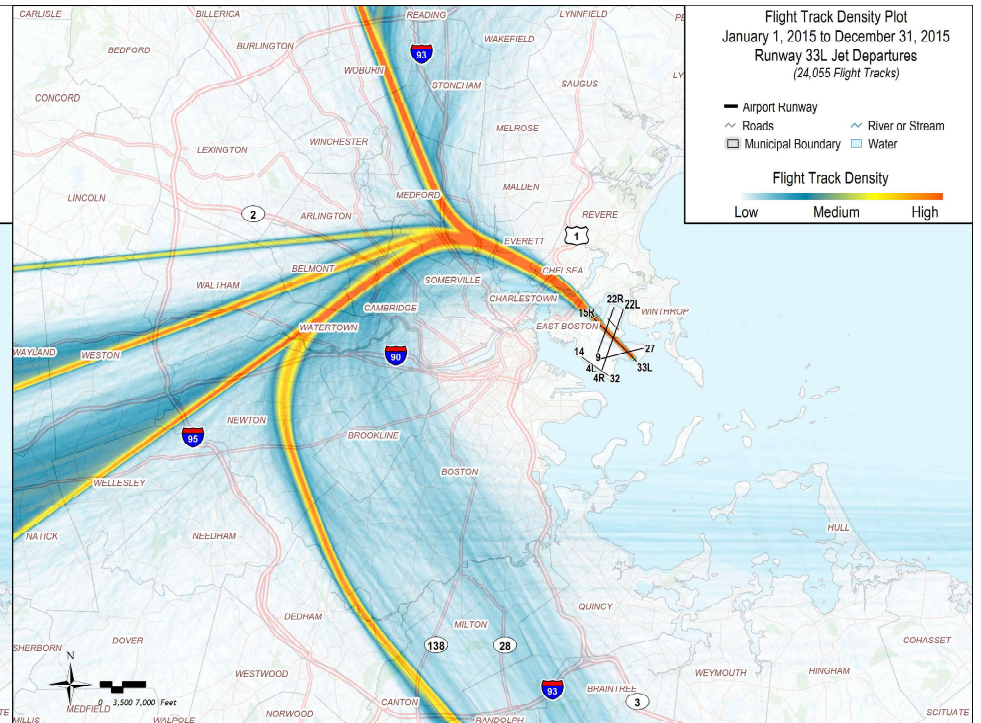 CARLISLE
BILLERICA
READING
LYNNFIELD
PE
Flight Track Density Plot
January 1, 2015 to December 31, 2015
Runway 33L Jet Departures
(24,055 Flight Tracks)
BEDFORD
BURLINGTON
93
WAKEFIELD
WOBURN
STONEHAM
SAUGUS
LY
CONCORD
Airport Runway
Roads
River or Stream
Municipal Boundary
Water
MELROSE
WINCHESTER
LEXINGTON
Flight Track Density
Low
Medium
High
LINCOLN
MEDFORD
MALDEN
2
ARLINGTON
REVERE
1
EVERETT
BELMONT
CHELSEA
WALTHAM
SOMERVILLE
CHARLESTOWN
22R
22L
CAMBRIDGE
15R
WINTHROP
WATERTOWN
EAST BOSTON
WAYLAND
WESTON
90
14
9
27
4L
33L
4R
32
NEWTON
95
BROOKLINE
BOSTON
WELLESLEY
NATICK
NEEDHAM
HULL
DEDHAM
QUINCY
MILTON
SHERBORN
DOVER
138
28
COHASSET
N
WESTWOOD
WEYMOUTH
HINGHAM
0 3,500 7,000 Feet
MEDFIELD
CANTON
93
BRAINTREE
3
TE
MILLIS
WALPOLE
NORWOOD
RANDOLPH
SCITUATE